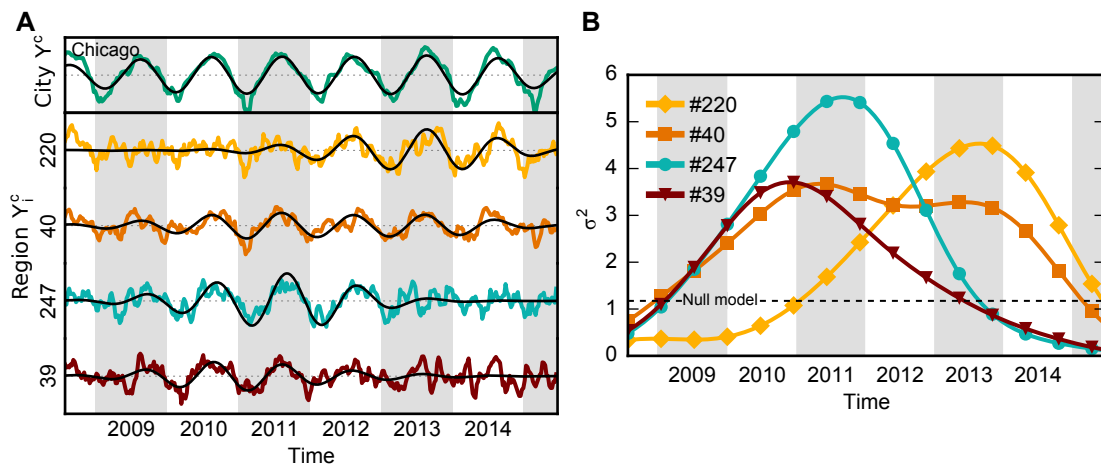 A
City Y^c
Chicago
Region Y_i^c
220
40
247
39
2009 2010 2011 2012 2013 2014
Time
B
σ²
6
5
4
3
2
1
0
#220
#40
#247
#39
Null model
2009 2010 2011 2012 2013 2014
Time